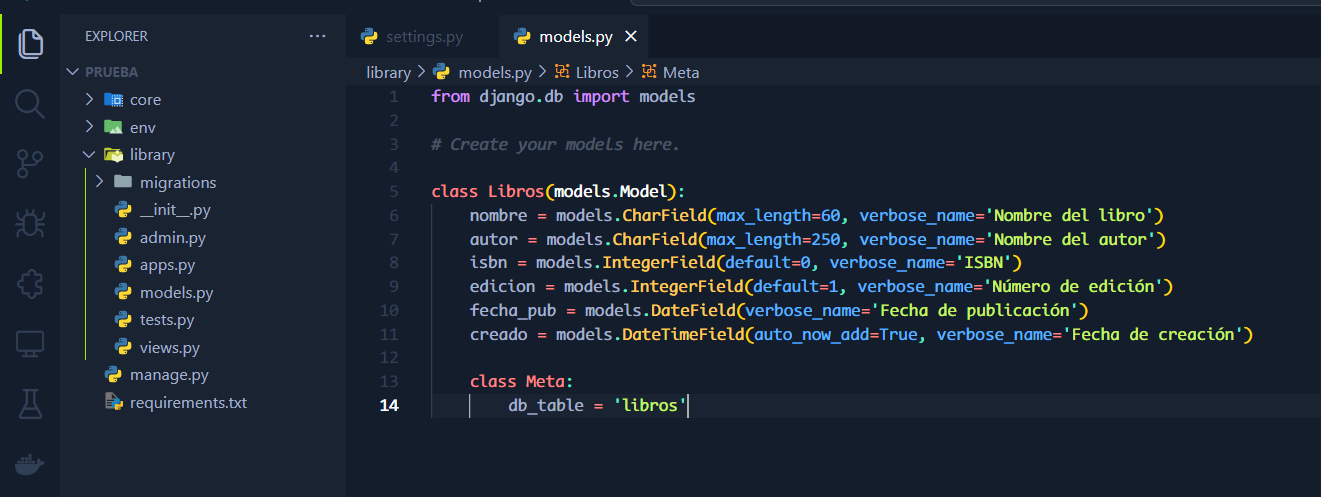 EXPLORER
PRUEBA
core
env
library
migrations
__init__.py
admin.py
apps.py
models.py
tests.py
views.py
manage.py
requirements.txt
settings.py
models.py
library > models.py > Libros > Meta
1 from django.db import models
2
3 # Create your models here.
4
5 class Libros(models.Model):
6 nombre = models.CharField(max_length=60, verbose_name='Nombre del libro')
7 autor = models.CharField(max_length=250, verbose_name='Nombre del autor')
8 isbn = models.IntegerField(default=0, verbose_name='ISBN')
9 edicion = models.IntegerField(default=1, verbose_name='Número de edición')
10 fecha_pub = models.DateField(verbose_name='Fecha de publicación')
11 creado = models.DateTimeField(auto_now_add=True, verbose_name='Fecha de creación')
12
13 class Meta:
14 db_table = 'libros'